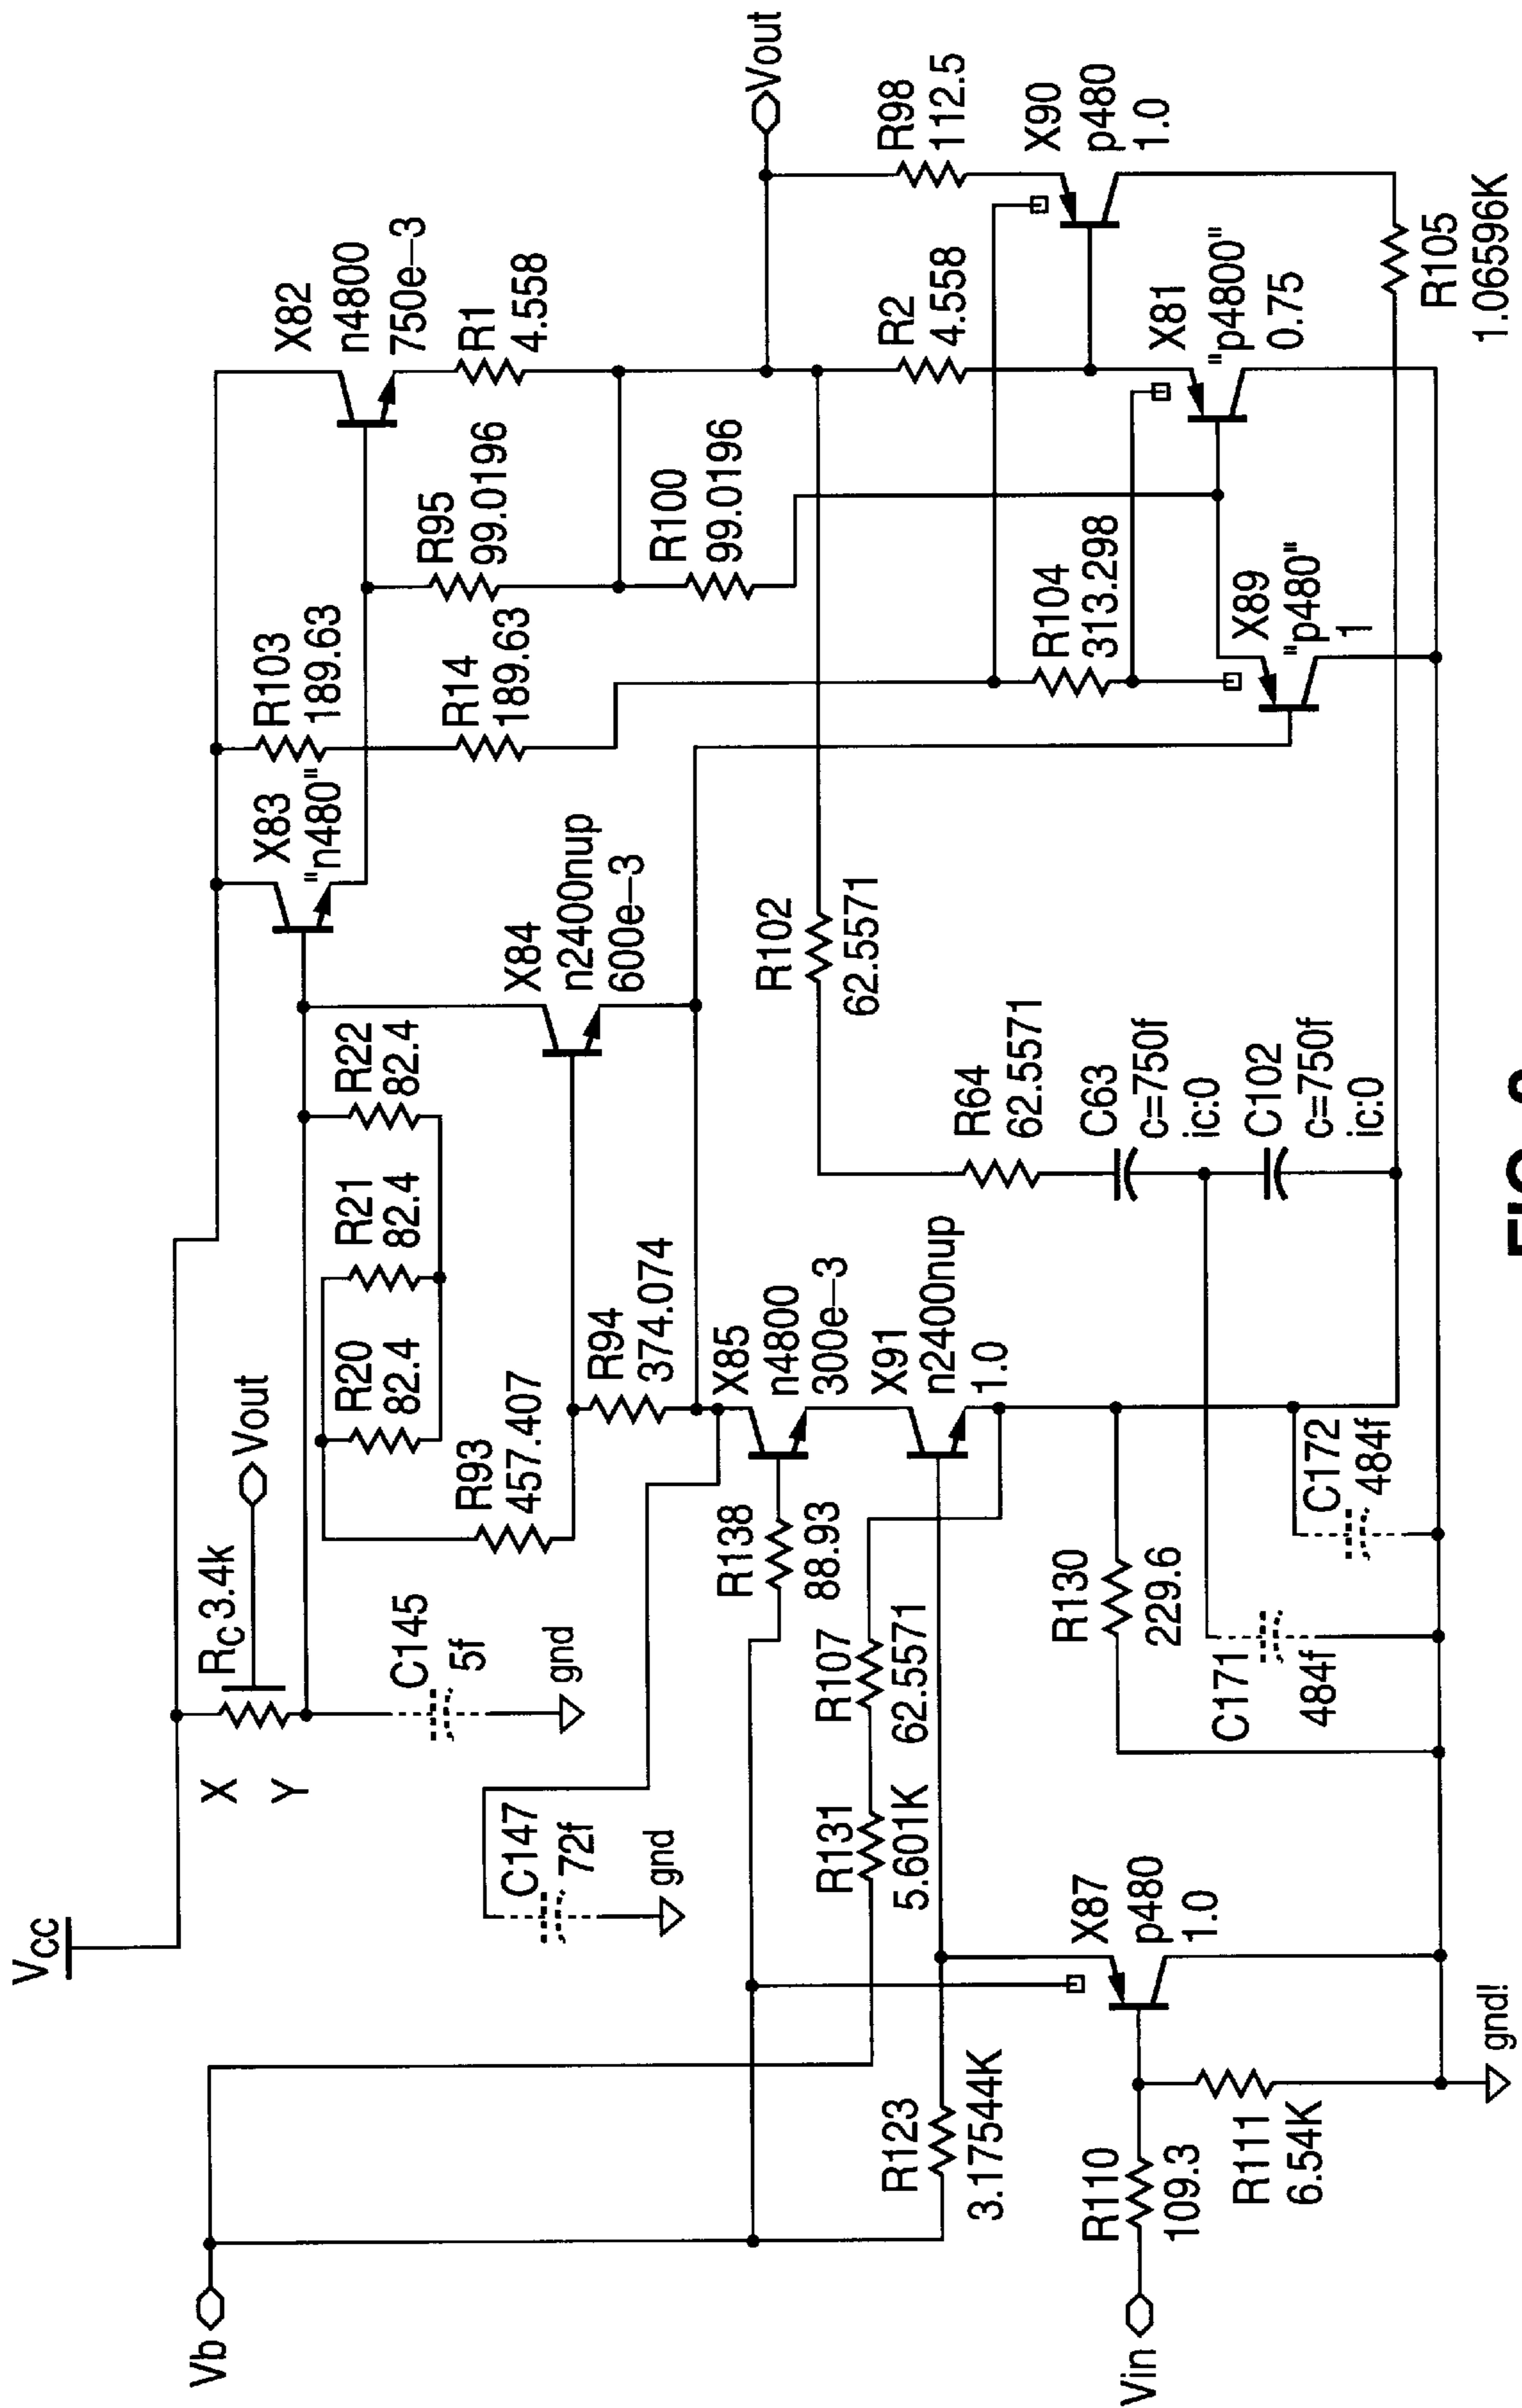 Vcc
Vb
X
Y
Rc 3.4k
Vout
C145
5f
gnd
C147
72f
gnd
R20
82.4
R21
82.4
R22
82.4
R93
457.407
R94
374.074
X83
"n480"
X84
n2400nup
600e-3
R103
189.63
R14
189.63
X82
n4800
750e-3
R1
4.558
R95
99.0196
R100
99.0196
Vout
R98
112.5
X90
p480
1.0
R2
4.558
X81
"p4800"
0.75
R104
313.298
X89
"p480"
1
R105
1.06596K
R102
62.5571
R64
62.5571
C63
c=750f
ic:0
C102
c=750f
ic:0
X85
n4800
300e-3
X91
n2400nup
1.0
R138
88.93
R107
62.5571
R131
5.601K
R130
229.6
C172
484f
C171
484f
R123
3.17544K
X87
p480
1.0
R110
109.3
R111
6.54K
Vin
gnd!